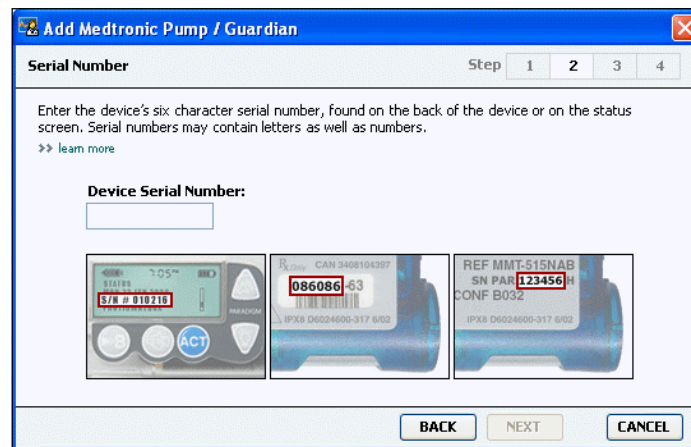 Add Medtronic Pump / Guardian
Serial Number
Step 1 2 3 4
Enter the device's six character serial number, found on the back of the device or on the status
screen. Serial numbers may contain letters as well as numbers.
>> learn more
Device Serial Number:
7:05
STATUS
S/N # 010216
PARADIGM
B
ACT
Rx Only CAN 3408104397
086086-63
IPX8 D6024600-317 6/02
REF MMT-515NAB
SN PAR 123456 H
CONF B032
IPX8 D6024600-317 6/02
BACK NEXT CANCEL